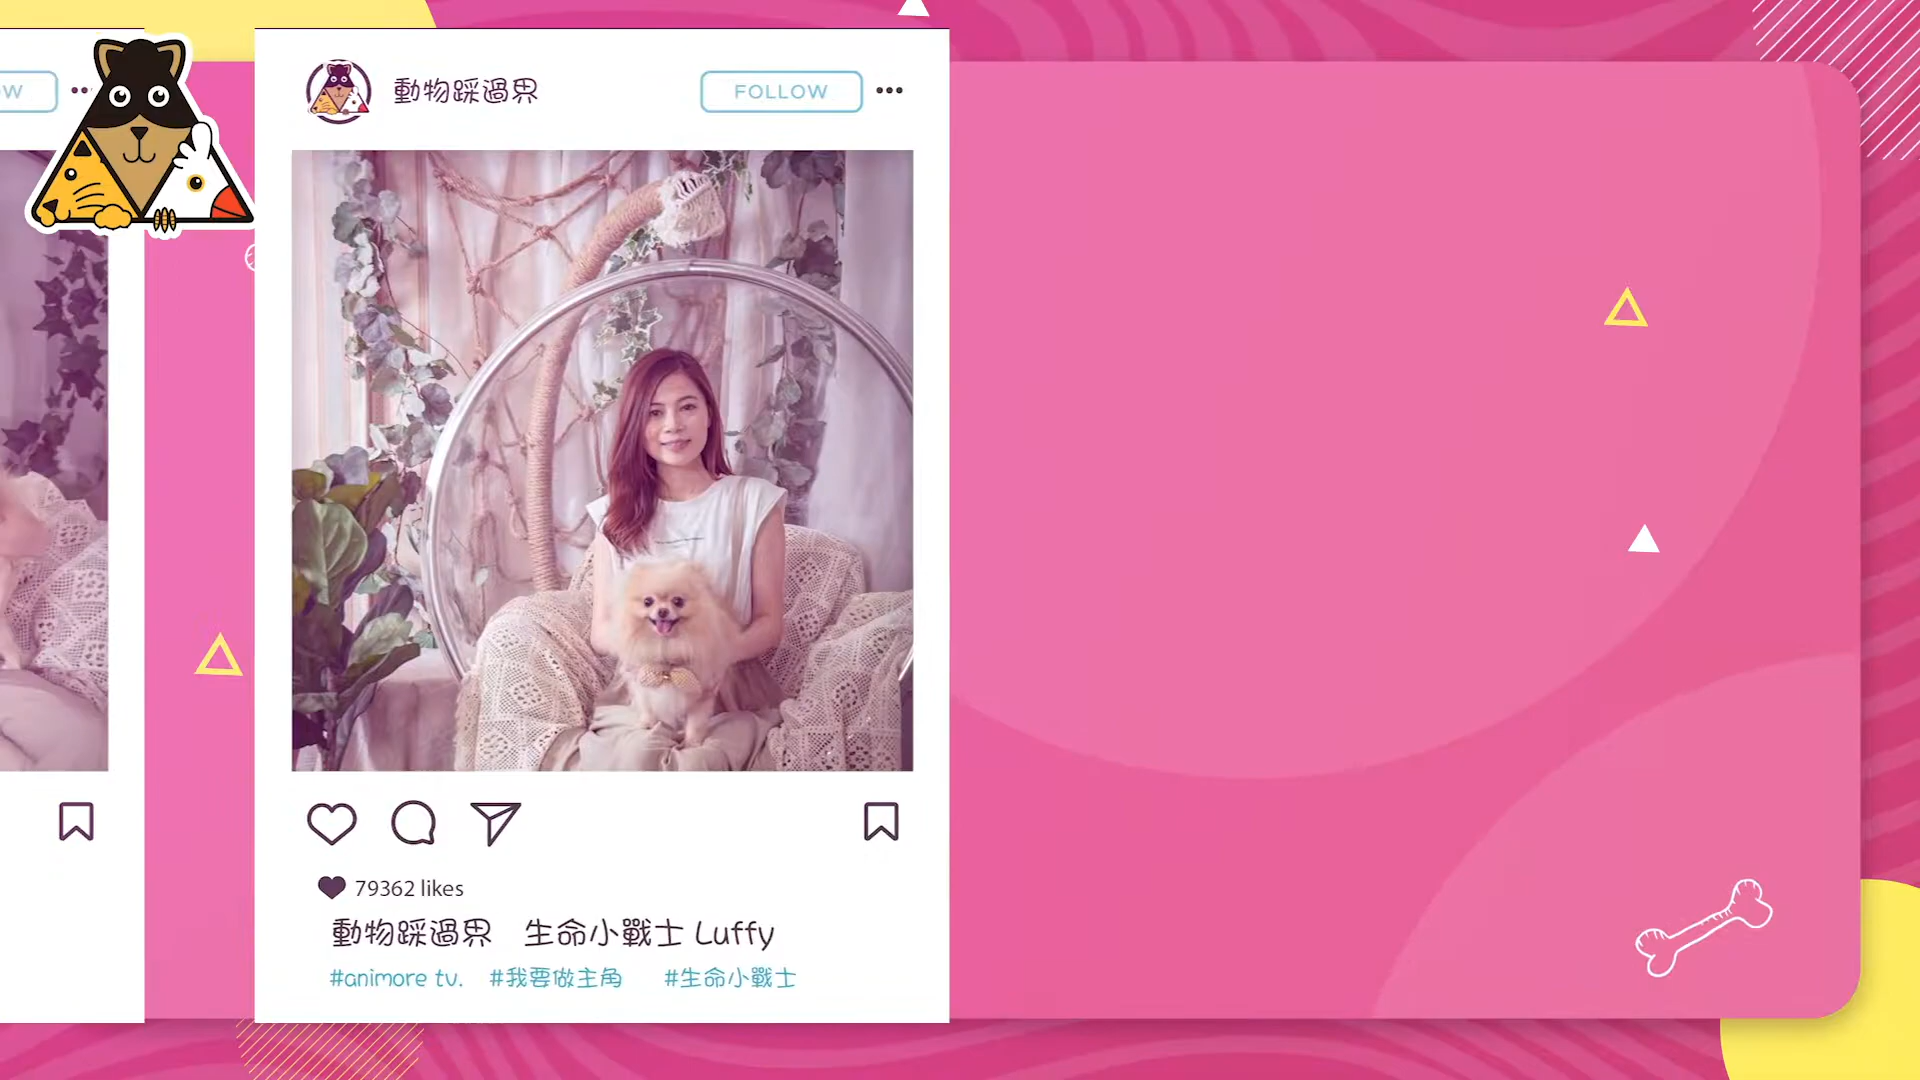 動物踩過界
FOLLOW
79362 likes
動物踩過界 生命小戰士 Luffy
#animore tv. #我要做主角 #生命小戰士